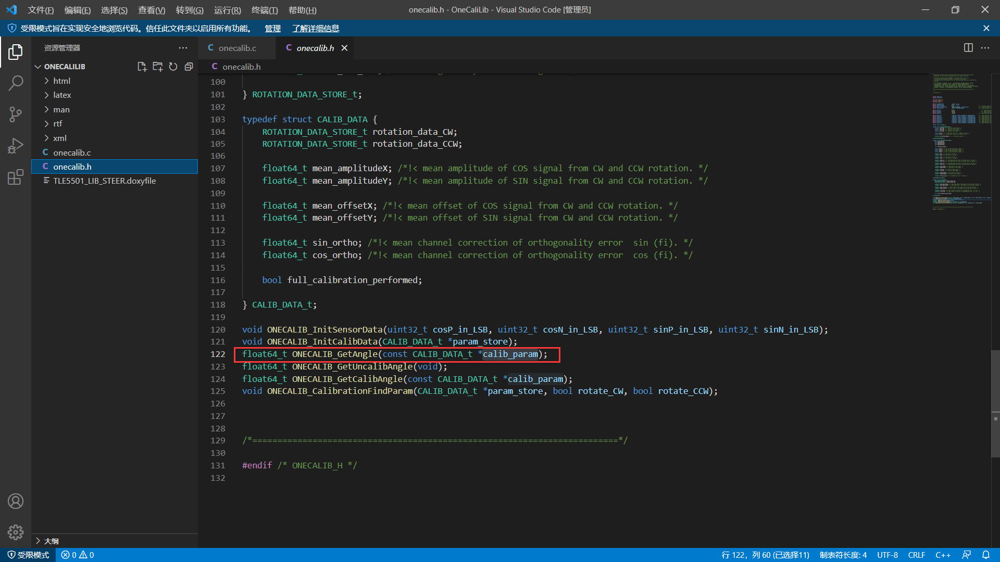 文件(F) 编辑(E) 选择(S) 查看(V) 转到(G) 运行(R) 终端(T) 帮助(H) onecalib.h - OneCaliLib - Visual Studio Code [管理员]
受限模式旨在实现安全地浏览代码。信任此文件夹以启用所有功能。 管理 了解详细信息
资源管理器
ONECALILIB
html
latex
man
rtf
xml
C onecalib.c
C onecalib.h
TLE5501_LIB_STEER.doxyfile
大纲
C onecalib.c C onecalib.h
C onecalib.h
100
101 } ROTATION_DATA_STORE_t;
102
103 typedef struct CALIB_DATA {
104 ROTATION_DATA_STORE_t rotation_data_CW;
105 ROTATION_DATA_STORE_t rotation_data_CCW;
106
107 float64_t mean_amplitudeX; /*!< mean amplitude of COS signal from CW and CCW rotation. */
108 float64_t mean_amplitudeY; /*!< mean amplitude of SIN signal from CW and CCW rotation. */
109
110 float64_t mean_offsetX; /*!< mean offset of COS signal from CW and CCW rotation. */
111 float64_t mean_offsetY; /*!< mean offset of SIN signal from CW and CCW rotation. */
112
113 float64_t sin_ortho; /*!< mean channel correction of orthogonality error  sin (fi). */
114 float64_t cos_ortho; /*!< mean channel correction of orthogonality error  cos (fi). */
115
116 bool full_calibration_performed;
117
118 } CALIB_DATA_t;
119
120 void ONECALIB_InitSensorData(uint32_t cosP_in_LSB, uint32_t cosN_in_LSB, uint32_t sinP_in_LSB, uint32_t sinN_in_LSB);
121 void ONECALIB_InitCalibData(CALIB_DATA_t *param_store);
122 float64_t ONECALIB_GetAngle(const CALIB_DATA_t *calib_param);
123 float64_t ONECALIB_GetUncalibAngle(void);
124 float64_t ONECALIB_GetCalibAngle(const CALIB_DATA_t *calib_param);
125 void ONECALIB_CalibrationFindParam(CALIB_DATA_t *param_store, bool rotate_CW, bool rotate_CCW);
126
127
128
129 /*=========================================================================*/
130
131 #endif /* ONECALIB_H */
132
受限模式 0 0 行 122，列 60 (已选择11) 制表符长度: 4 UTF-8 CRLF C++